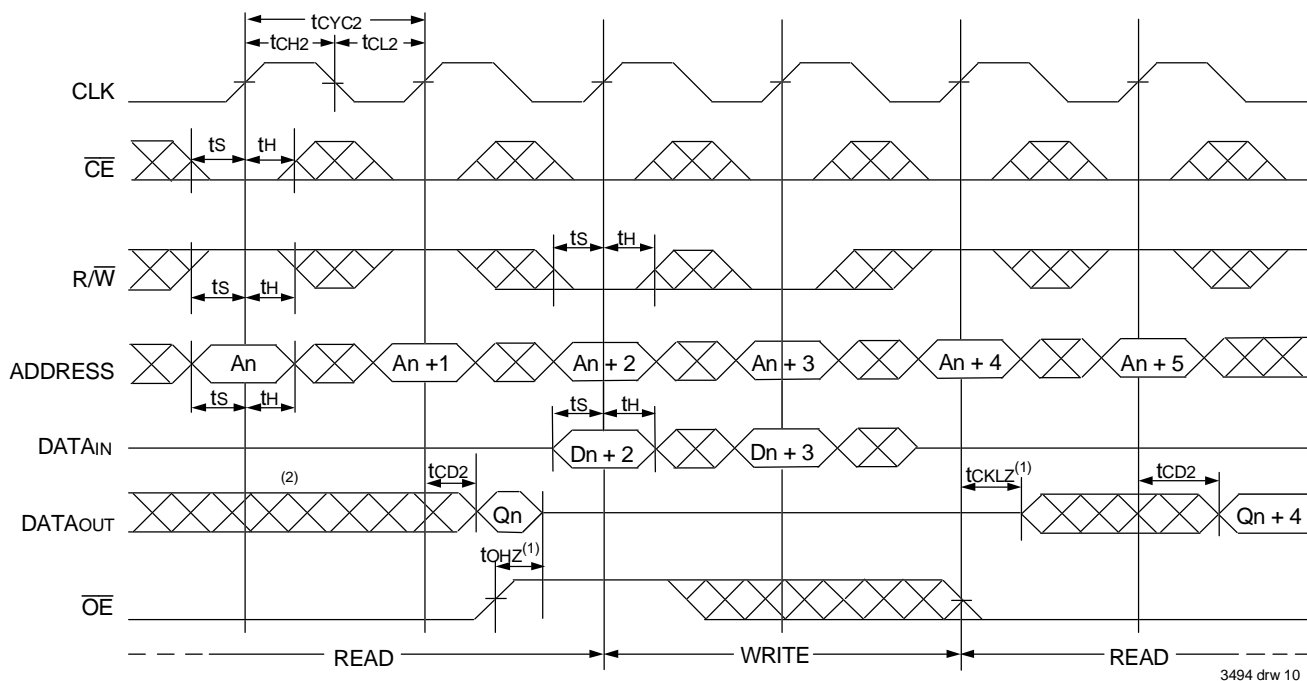 tCYC2
tCH2 tCL2
CLK
tS tH
CE
tS tH
R/W
tS tH
An An +1 An + 2 An + 3 An + 4 An + 5
ADDRESS
tS tH tS tH
DATAIN Dn + 2 Dn + 3
(2) tCD2 tCKLZ(1) tCD2
DATAOUT Qn Qn + 4
tOHZ(1)
OE
READ WRITE READ
3494 drw 10